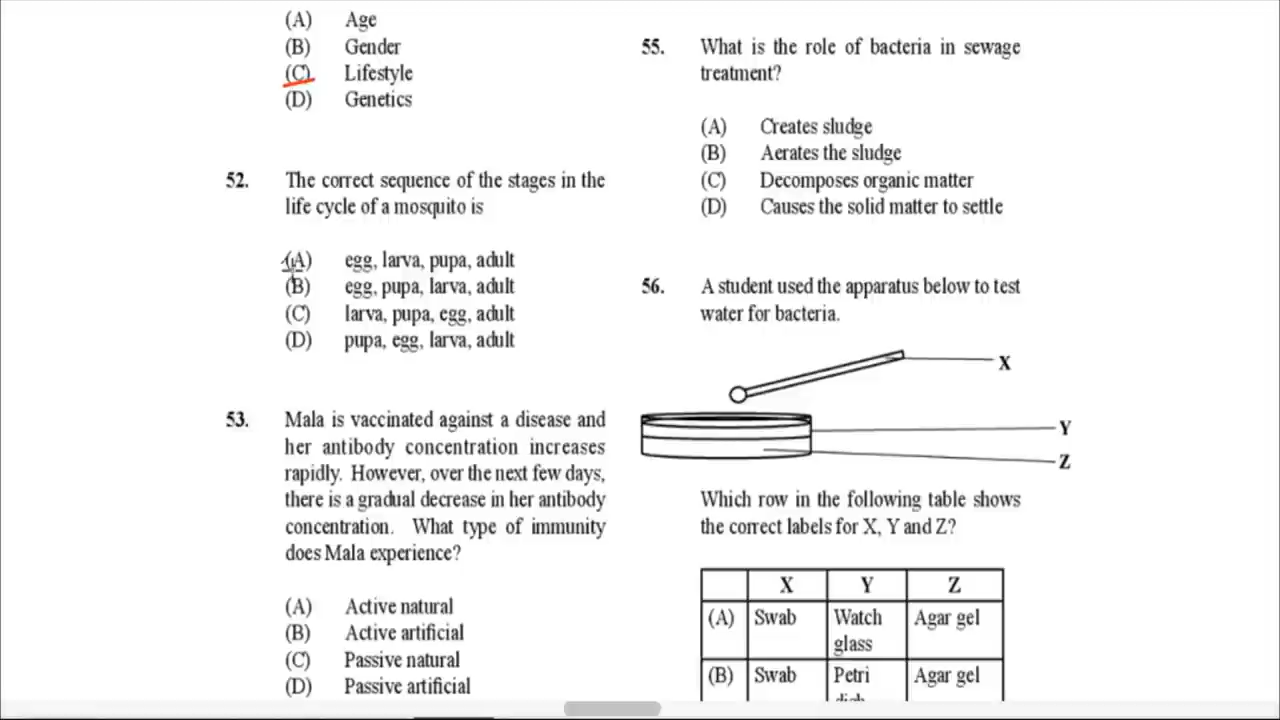 (A) Age
(B) Gender
(C) Lifestyle
(D) Genetics
52. The correct sequence of the stages in the
life cycle of a mosquito is
(A) egg, larva, pupa, adult
(B) egg, pupa, larva, adult
(C) larva, pupa, egg, adult
(D) pupa, egg, larva, adult
53. Mala is vaccinated against a disease and
her antibody concentration increases
rapidly. However, over the next few days,
there is a gradual decrease in her antibody
concentration. What type of immunity
does Mala experience?
(A) Active natural
(B) Active artificial
(C) Passive natural
(D) Passive artificial
55. What is the role of bacteria in sewage
treatment?
(A) Creates sludge
(B) Aerates the sludge
(C) Decomposes organic matter
(D) Causes the solid matter to settle
56. A student used the apparatus below to test
water for bacteria.
X
Y
Z
Which row in the following table shows
the correct labels for X, Y and Z?
X Y Z
(A) Swab Watch Agar gel
glass
(B) Swab Petri Agar gel
dish